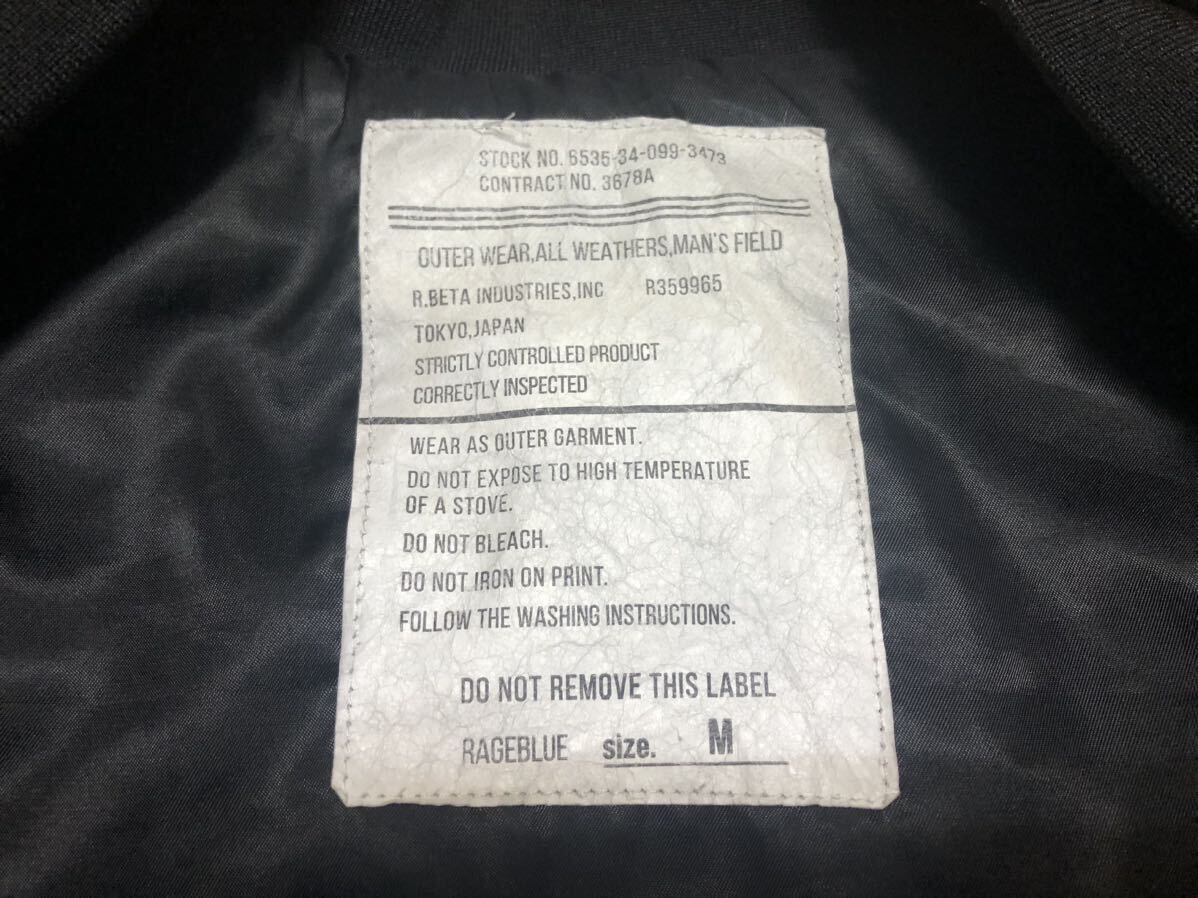 STOCK NO. 6535-34-099-3473
CONTRACT NO. 3678A
OUTER WEAR,ALL WEATHERS,MAN'S FIELD
R.BETA INDUSTRIES,INC R359965
TOKYO,JAPAN
STRICTLY CONTROLLED PRODUCT
CORRECTLY INSPECTED
WEAR AS OUTER GARMENT.
DO NOT EXPOSE TO HIGH TEMPERATURE
OF A STOVE.
DO NOT BLEACH.
DO NOT IRON ON PRINT.
FOLLOW THE WASHING INSTRUCTIONS.
DO NOT REMOVE THIS LABEL
RAGEBLUE size. M